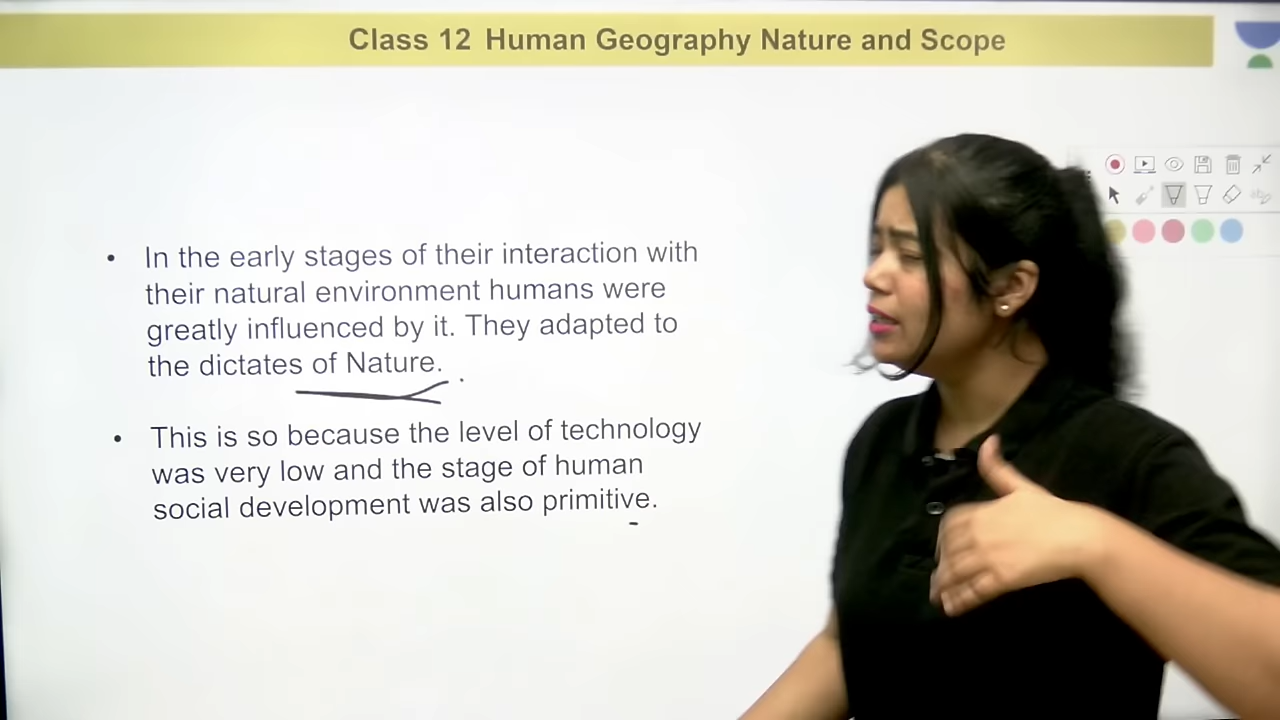 Class 12 Human Geography Nature and Scope
• In the early stages of their interaction with
their natural environment humans were
greatly influenced by it. They adapted to
the dictates of Nature.
• This is so because the level of technology
was very low and the stage of human
social development was also primitive.